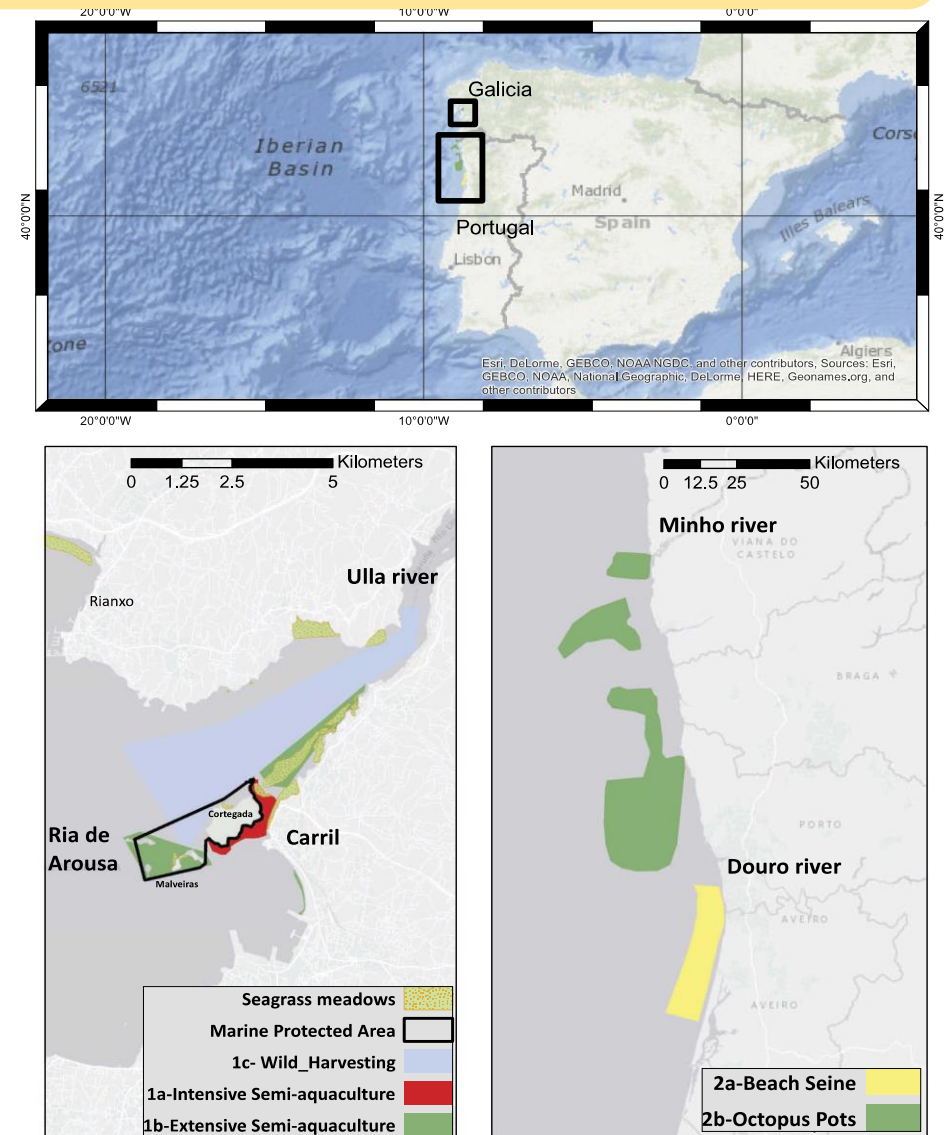 20°0'0"W 10°0'0"W 0°0'0"
6521
Galicia
Iberian
Basin
Corse
Madrid
Spain
Illes Balears
40°0'0"N
40°0'0"N
Portugal
Lisbon
Zone
Algiers
Esri, DeLorme, GEBCO, NOAA NGDC, and other contributors, Sources: Esri,
GEBCO, NOAA, National Geographic, DeLorme, HERE, Geonames.org, and
other contributors
20°0'0"W 10°0'0"W 0°0'0"
Kilometers
0 1.25 2.5 5
Ulla river
Rianxo
Cortegada
Ria de
Arousa
Carril
Malveiras
Seagrass meadows
Marine Protected Area
1c- Wild_Harvesting
1a-Intensive Semi-aquaculture
1b-Extensive Semi-aquaculture
Kilometers
0 12.5 25 50
Minho river
VIANA DO
CASTELO
BRAGA
PORTO
Douro river
AVEIRO
AVEIRO
2a-Beach Seine
2b-Octopus Pots